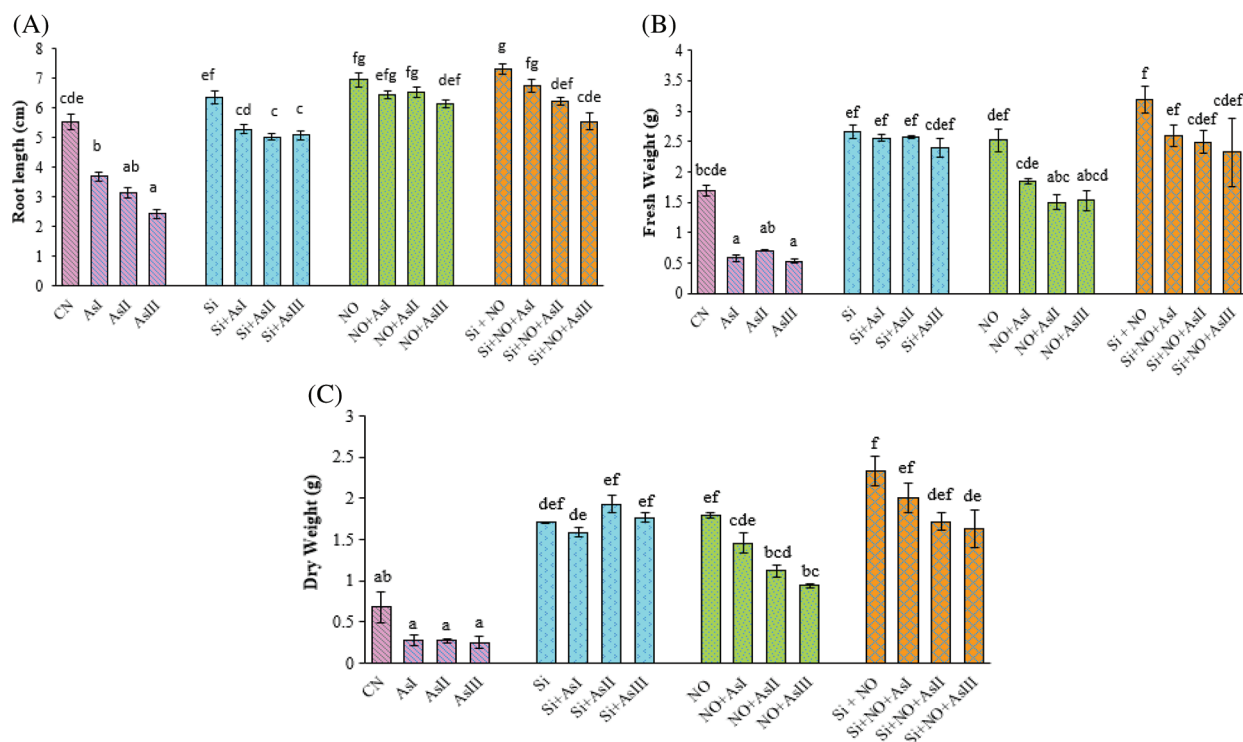 (A)
Root length (cm)
8
7
6
5
4
3
2
1
0
cde b ab a ef cd c c fg efg fg def g fg def cde
CN AsI AsII AsIII Si Si+AsI Si+AsII Si+AsIII NO NO+AsI NO+AsII NO+AsIII Si + NO Si+NO+AsI Si+NO+AsII Si+NO+AsIII
(B)
Fresh Weight (g)
4
3.5
3
2.5
2
1.5
1
0.5
0
bcde a ab a ef ef ef cdef def cde abc abcd f ef cdef cdef
CN AsI AsII AsIII Si Si+AsI Si+AsII Si+AsIII NO NO+AsI NO+AsII NO+AsIII Si + NO Si+NO+AsI Si+NO+AsII Si+NO+AsIII
(C)
Dry Weight (g)
3
2.5
2
1.5
1
0.5
0
ab a a a def de ef ef ef cde bcd bc f ef def de
CN AsI AsII AsIII Si Si+AsI Si+AsII Si+AsIII NO NO+AsI NO+AsII NO+AsIII Si + NO Si+NO+AsI Si+NO+AsII Si+NO+AsIII